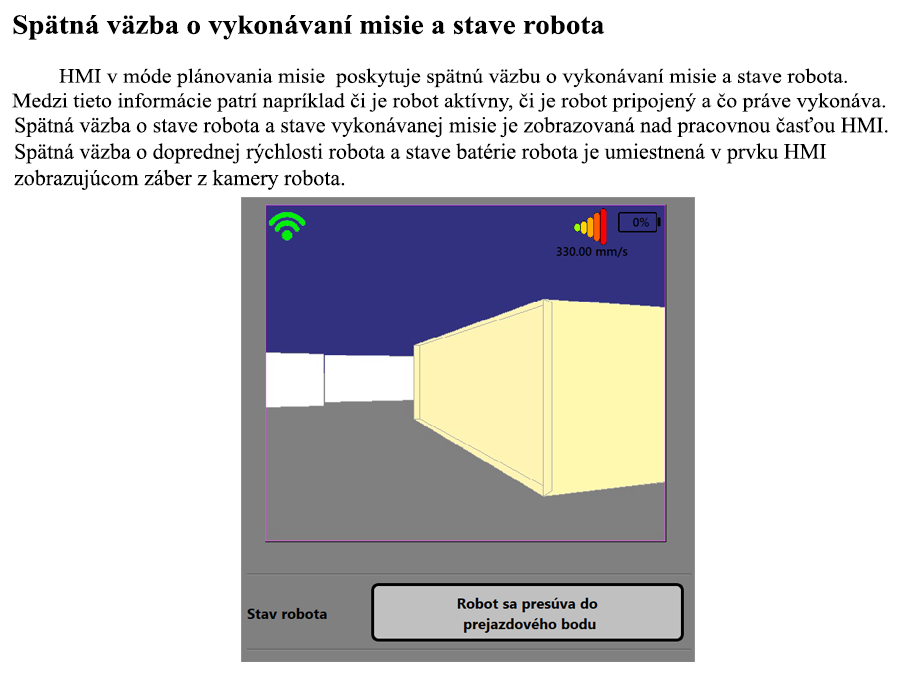 Spätná väzba o vykonávaní misie a stave robota
HMI v móde plánovania misie poskytuje spätnú väzbu o vykonávaní misie a stave robota.
Medzi tieto informácie patrí napríklad či je robot aktívny, či je robot pripojený a čo práve vykonáva.
Spätná väzba o stave robota a stave vykonávanej misie je zobrazovaná nad pracovnou časťou HMI.
Spätná väzba o doprednej rýchlosti robota a stave batérie robota je umiestnená v prvku HMI
zobrazujúcom záber z kamery robota.
0%
330.00 mm/s
Stav robota
Robot sa presúva do
prejazdového bodu